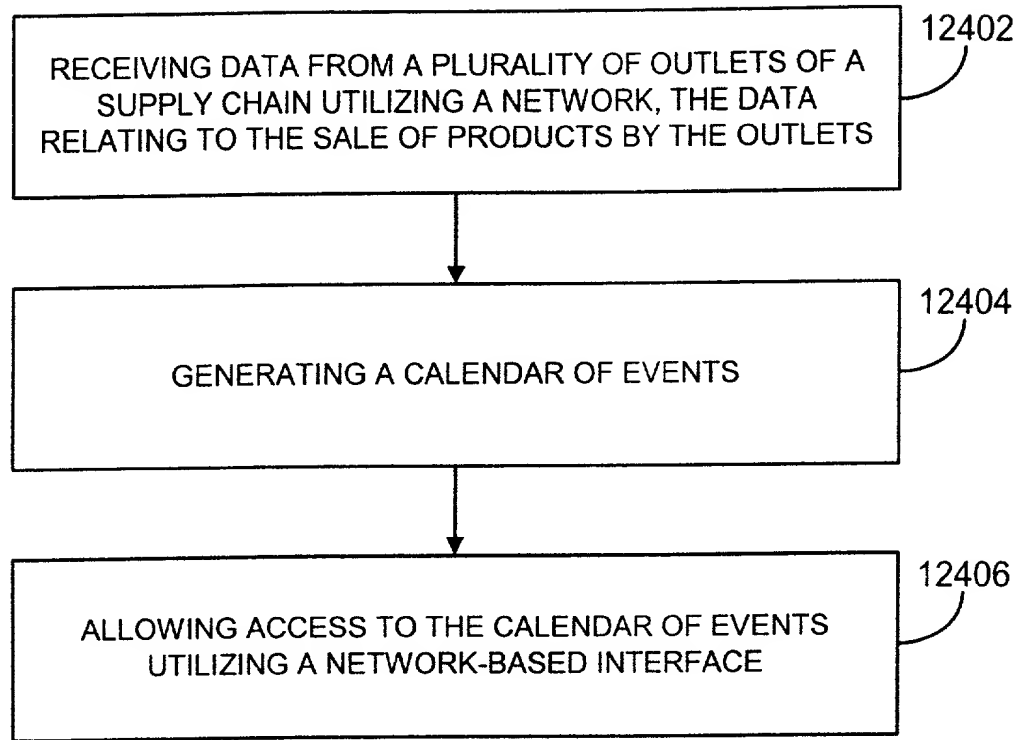 12402
RECEIVING DATA FROM A PLURALITY OF OUTLETS OF A
SUPPLY CHAIN UTILIZING A NETWORK, THE DATA
RELATING TO THE SALE OF PRODUCTS BY THE OUTLETS
12404
GENERATING A CALENDAR OF EVENTS
12406
ALLOWING ACCESS TO THE CALENDAR OF EVENTS
UTILIZING A NETWORK-BASED INTERFACE